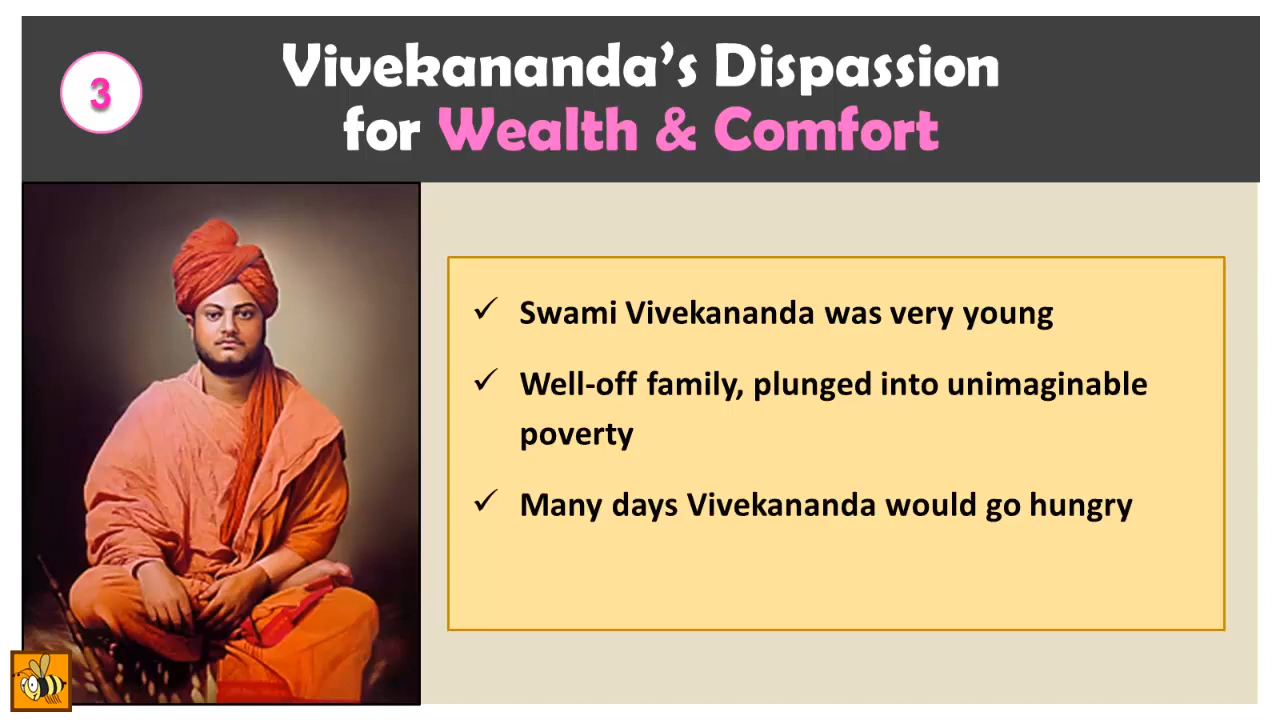 3
Vivekananda’s Dispassion
for Wealth & Comfort
✓ Swami Vivekananda was very young
✓ Well-off family, plunged into unimaginable
poverty
✓ Many days Vivekananda would go hungry